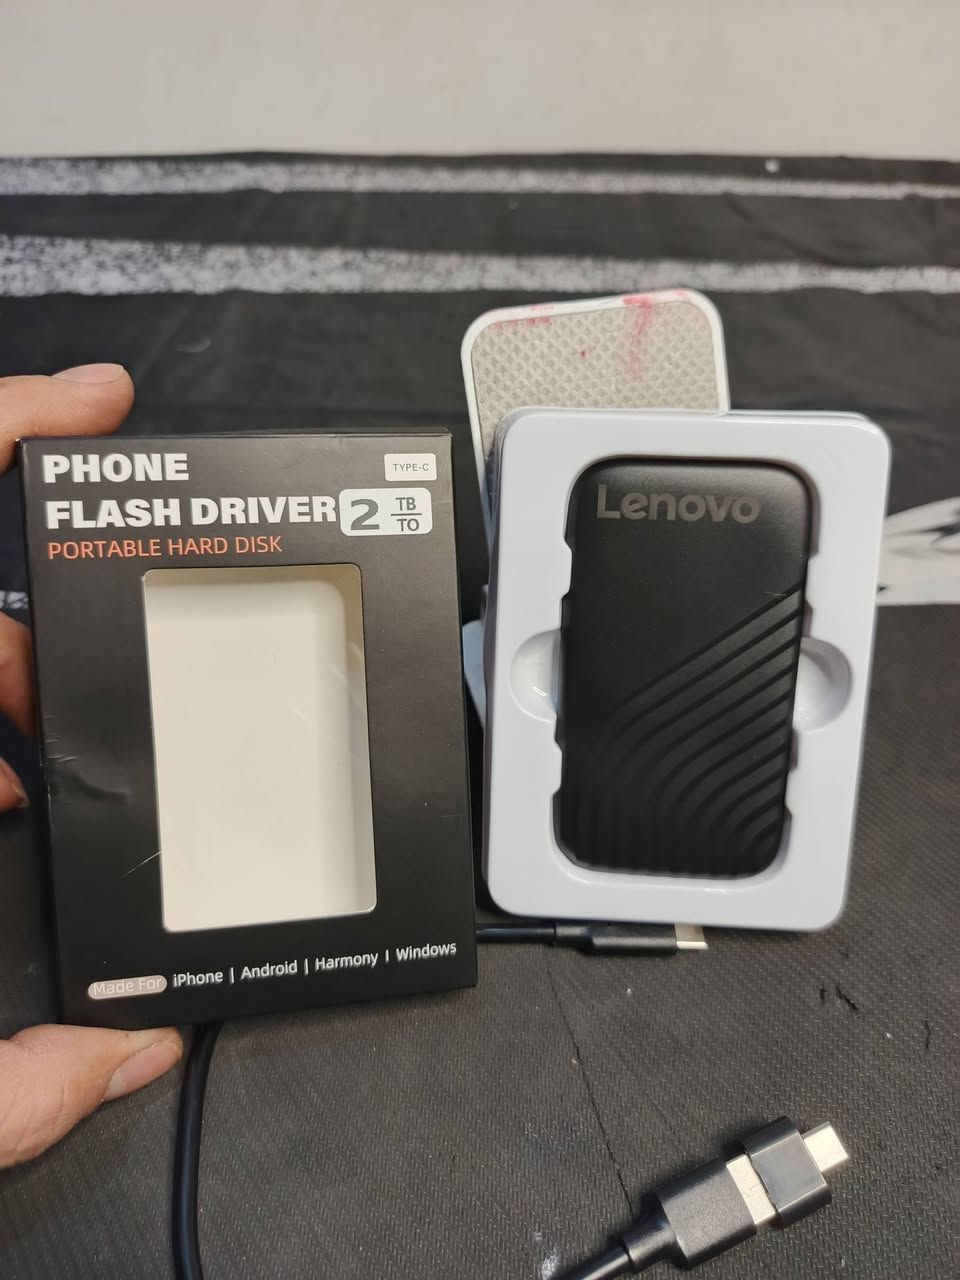 PHONE
TYPE-C
FLASH DRIVER 2 TB
TO
PORTABLE HARD DISK
Made For iPhone | Android | Harmony | Windows
Lenovo